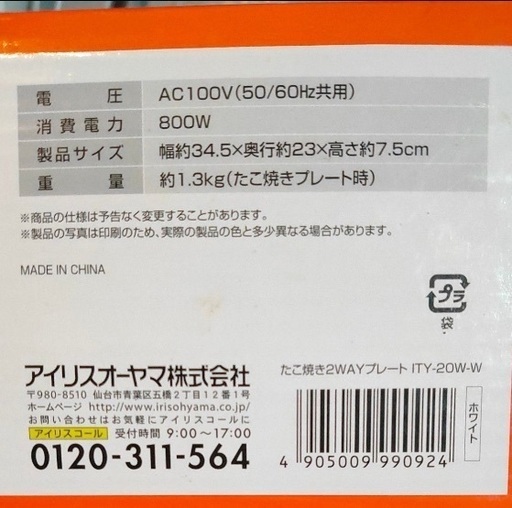 電圧 AC100V(50/60Hz共用)
消費電力 800W
製品サイズ 幅約34.5×奥行約23×高さ約7.5cm
重量 約1.3kg(たこ焼きプレート時)
※商品の仕様は予告なく変更することがあります。
※製品の写真は印刷のため、実際の製品の色と多少異なる場合があります。
MADE IN CHINA
プラ
袋
アイリスオーヤマ株式会社
〒980-8510 仙台市青葉区五橋2丁目12番1号
ホームページ http://www.irisohyama.co.jp/
お問い合わせはお気軽にアイリスコールに
アイリスコール 受付時間 9:00〜17:00
0120-311-564
たこ焼き2WAYプレート ITY-20W-W
4 905009 990924
ホワイト